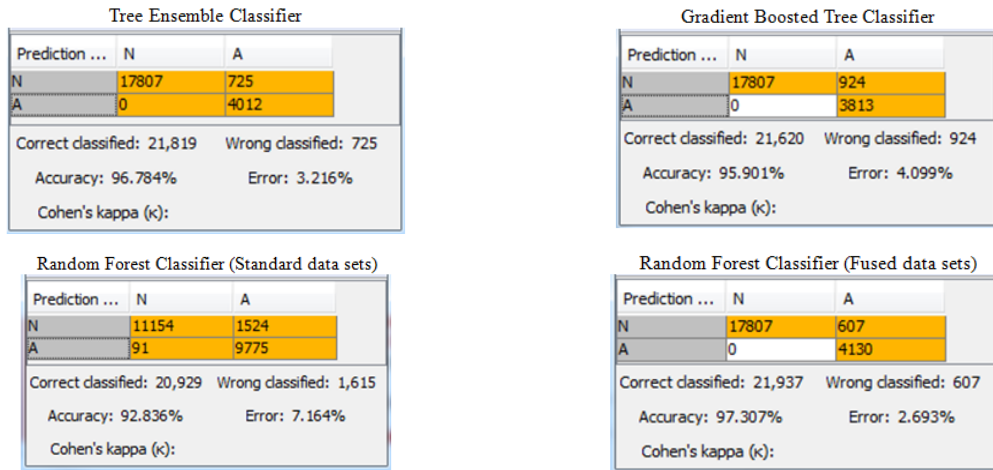 Tree Ensemble Classifier
Prediction ... N A
N 17807 725
A 0 4012
Correct classified: 21,819 Wrong classified: 725
Accuracy: 96.784% Error: 3.216%
Cohen's kappa (κ):
Gradient Boosted Tree Classifier
Prediction ... N A
N 17807 924
A 0 3813
Correct classified: 21,620 Wrong classified: 924
Accuracy: 95.901% Error: 4.099%
Cohen's kappa (κ):
Random Forest Classifier (Standard data sets)
Prediction ... N A
N 11154 1524
A 91 9775
Correct classified: 20,929 Wrong classified: 1,615
Accuracy: 92.836% Error: 7.164%
Cohen's kappa (κ):
Random Forest Classifier (Fused data sets)
Prediction ... N A
N 17807 607
A 0 4130
Correct classified: 21,937 Wrong classified: 607
Accuracy: 97.307% Error: 2.693%
Cohen's kappa (κ):